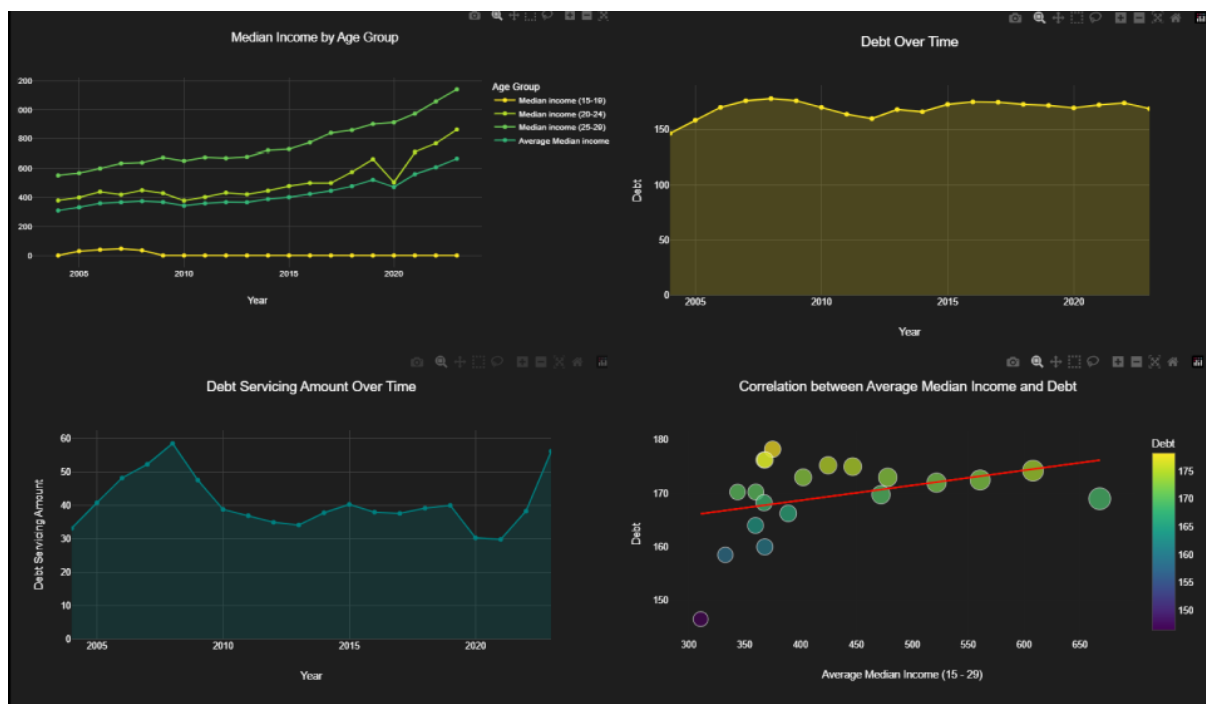 Median Income by Age Group
200
000
800
600
400
200
0
2005
2010
2015
2020
Year
Age Group
Median income (15-19)
Median income (20-24)
Median income (25-29)
Average Median income
Debt Over Time
150
100
50
0
Debt
2005
2010
2015
2020
Year
Debt Servicing Amount Over Time
60
50
40
30
20
10
0
Debt Servicing Amount
2005
2010
2015
2020
Year
Correlation between Average Median Income and Debt
180
170
160
150
Debt
300
350
400
450
500
550
600
650
Average Median Income (15 - 29)
Debt
175
170
165
160
155
150